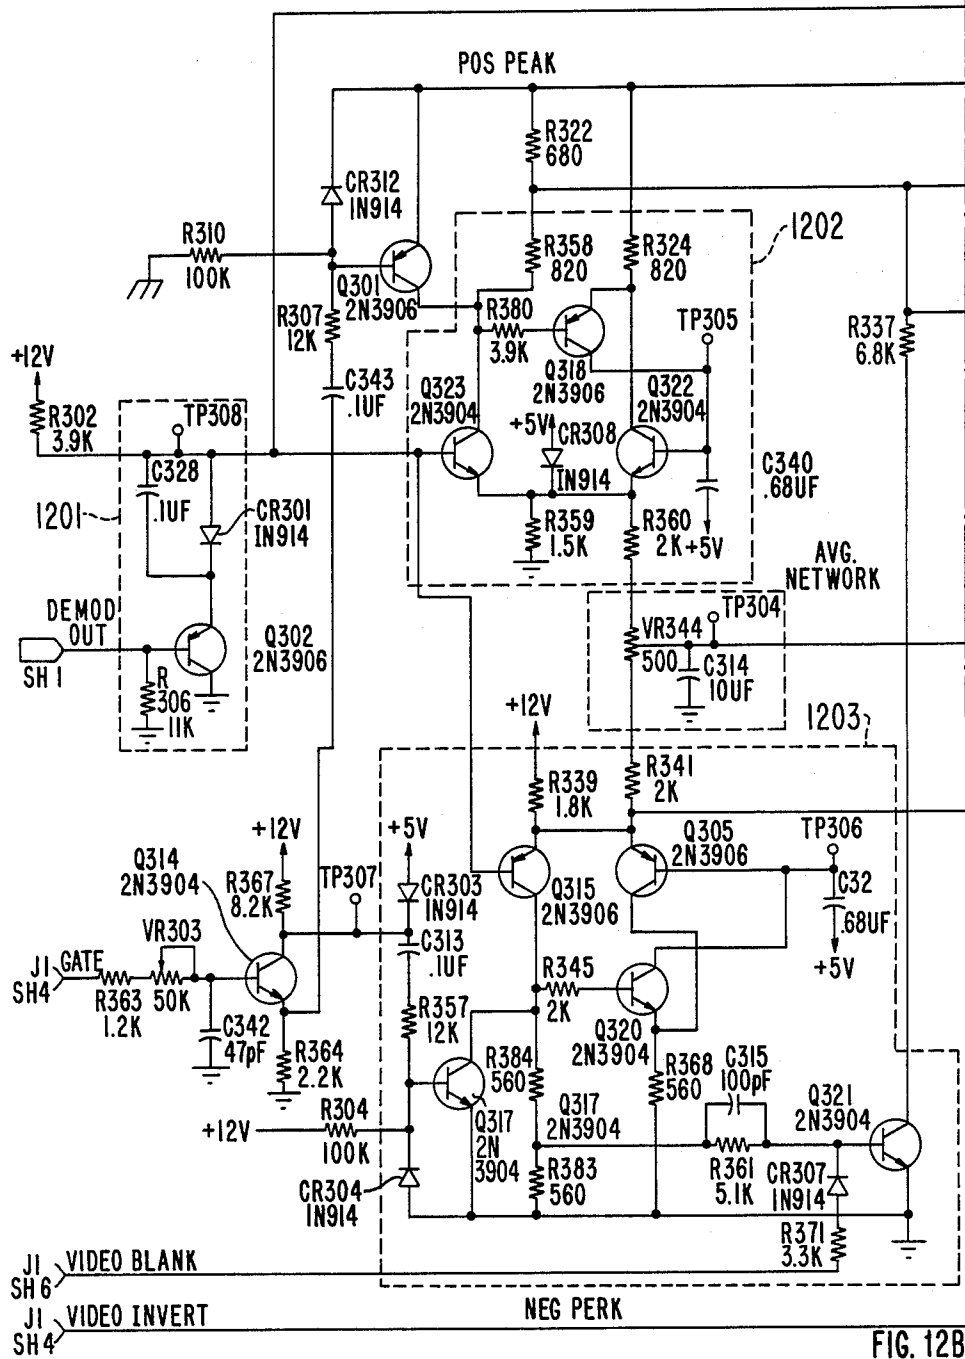 POS PEAK
R322
680
CR312
1N914
1202
R310
100K
R358
820
R324
820
Q301
2N3906
R307
12K
R380
3.9K
TP305
R337
6.8K
+12V
C343
.1UF
Q318
2N3906
Q323
2N3904
Q322
2N3904
R302
3.9K
TP308
+5V
CR308
1N914
C328
.1UF
C340
.68UF
1201
CR301
1N914
R359
1.5K
R360
2K
+5V
AVG.
NETWORK
DEMOD
OUT
SH 1
Q302
2N3906
TP304
VR344
500
C314
10UF
R
306
11K
+12V
1203
R339
1.8K
R341
2K
+12V
+5V
Q305
2N3906
TP306
Q314
2N3904
R367
8.2K
TP307
CR303
1N914
Q315
2N3906
C32
.68UF
VR303
C313
.1UF
+5V
J1
SH4
GATE
R363
1.2K
50K
R345
2K
C342
47pF
R357
12K
Q320
2N3904
R364
2.2K
R384
560
R368
560
C315
100pF
Q321
2N3904
+12V
R304
100K
Q317
2N
3904
Q317
2N3904
R361
5.1K
CR307
1N914
CR304
1N914
R383
560
R371
3.3K
J1
SH6
VIDEO BLANK
J1
SH4
VIDEO INVERT
NEG PERK
FIG. 12B